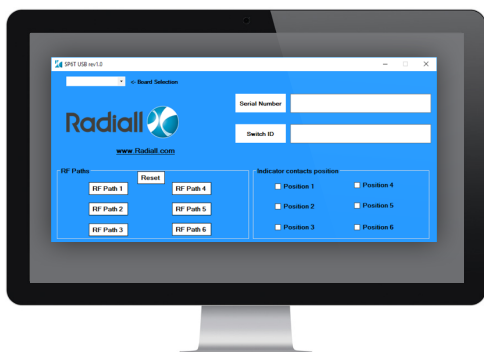 SP6T USB rev1.0
<- Board Selection
Radiall
www.Radiall.com
Serial Number
Switch ID
RF Paths
Reset
RF Path 1
RF Path 4
RF Path 2
RF Path 5
RF Path 3
RF Path 6
Indicator contacts position
Position 1
Position 4
Position 2
Position 5
Position 3
Position 6